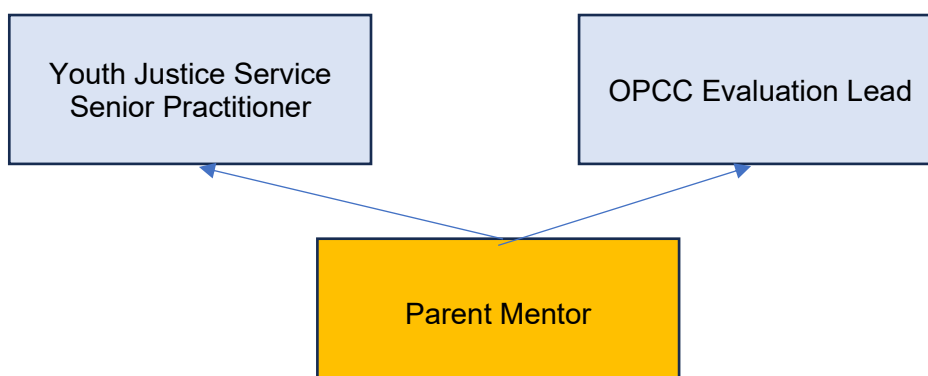 Youth Justice Service
Senior Practitioner
OPCC Evaluation Lead
Parent Mentor